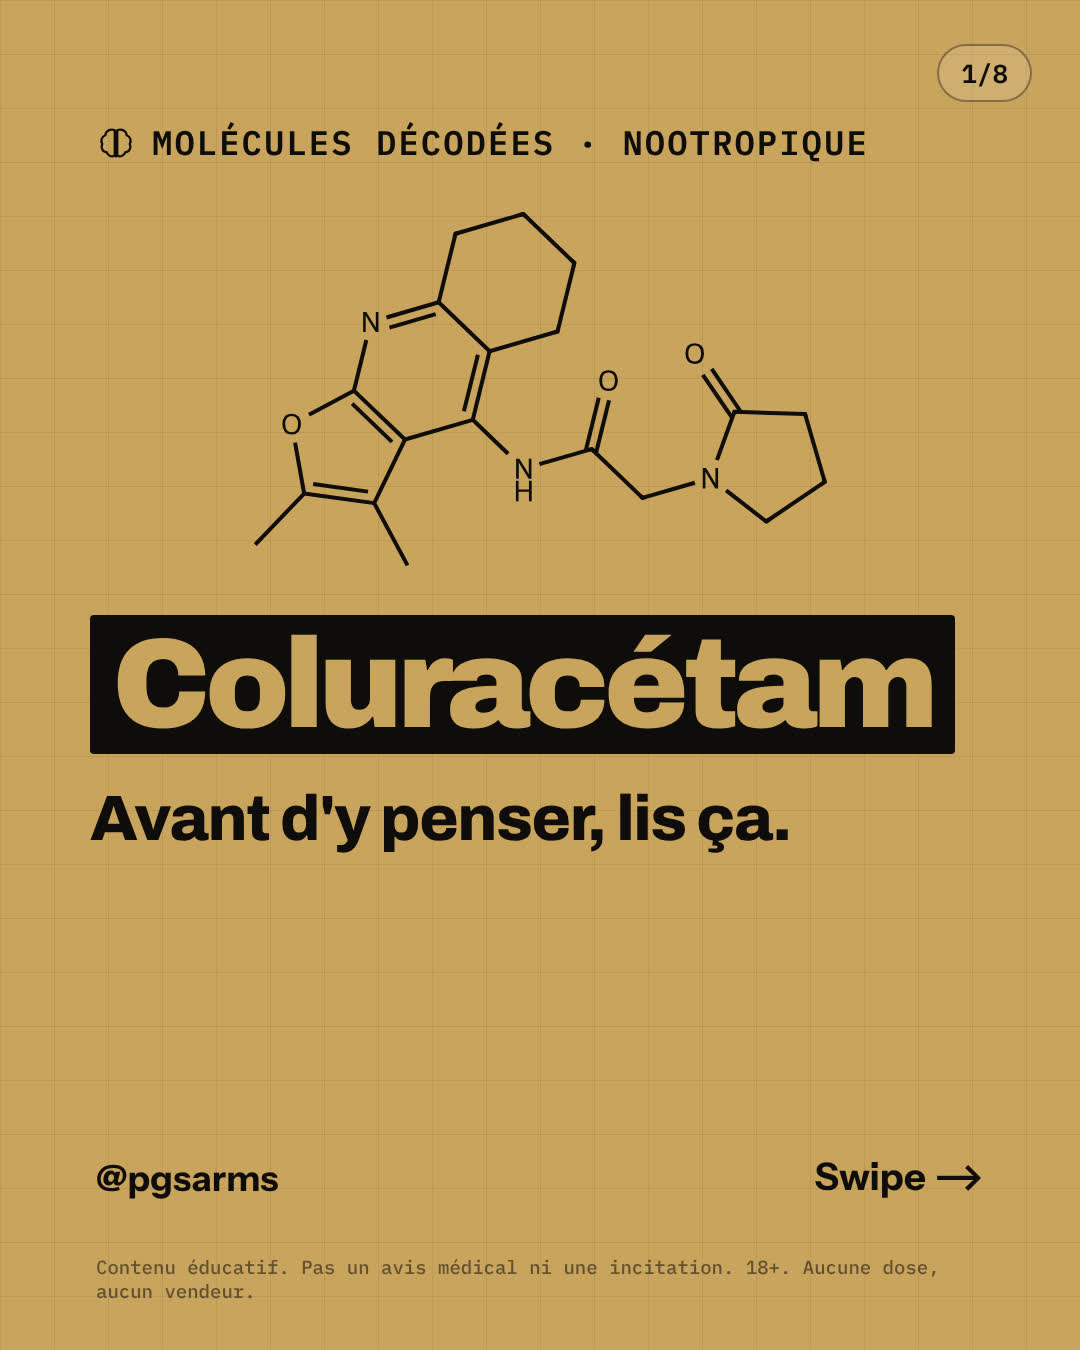 1/8
MOLÉCULES DÉCODÉES · NOOTROPIQUE
N
O
O
O
N
H
N
Coluracétam
Avant d'y penser, lis ça.
@pgsarms
Swipe →
Contenu éducatif. Pas un avis médical ni une incitation. 18+. Aucune dose,
aucun vendeur.